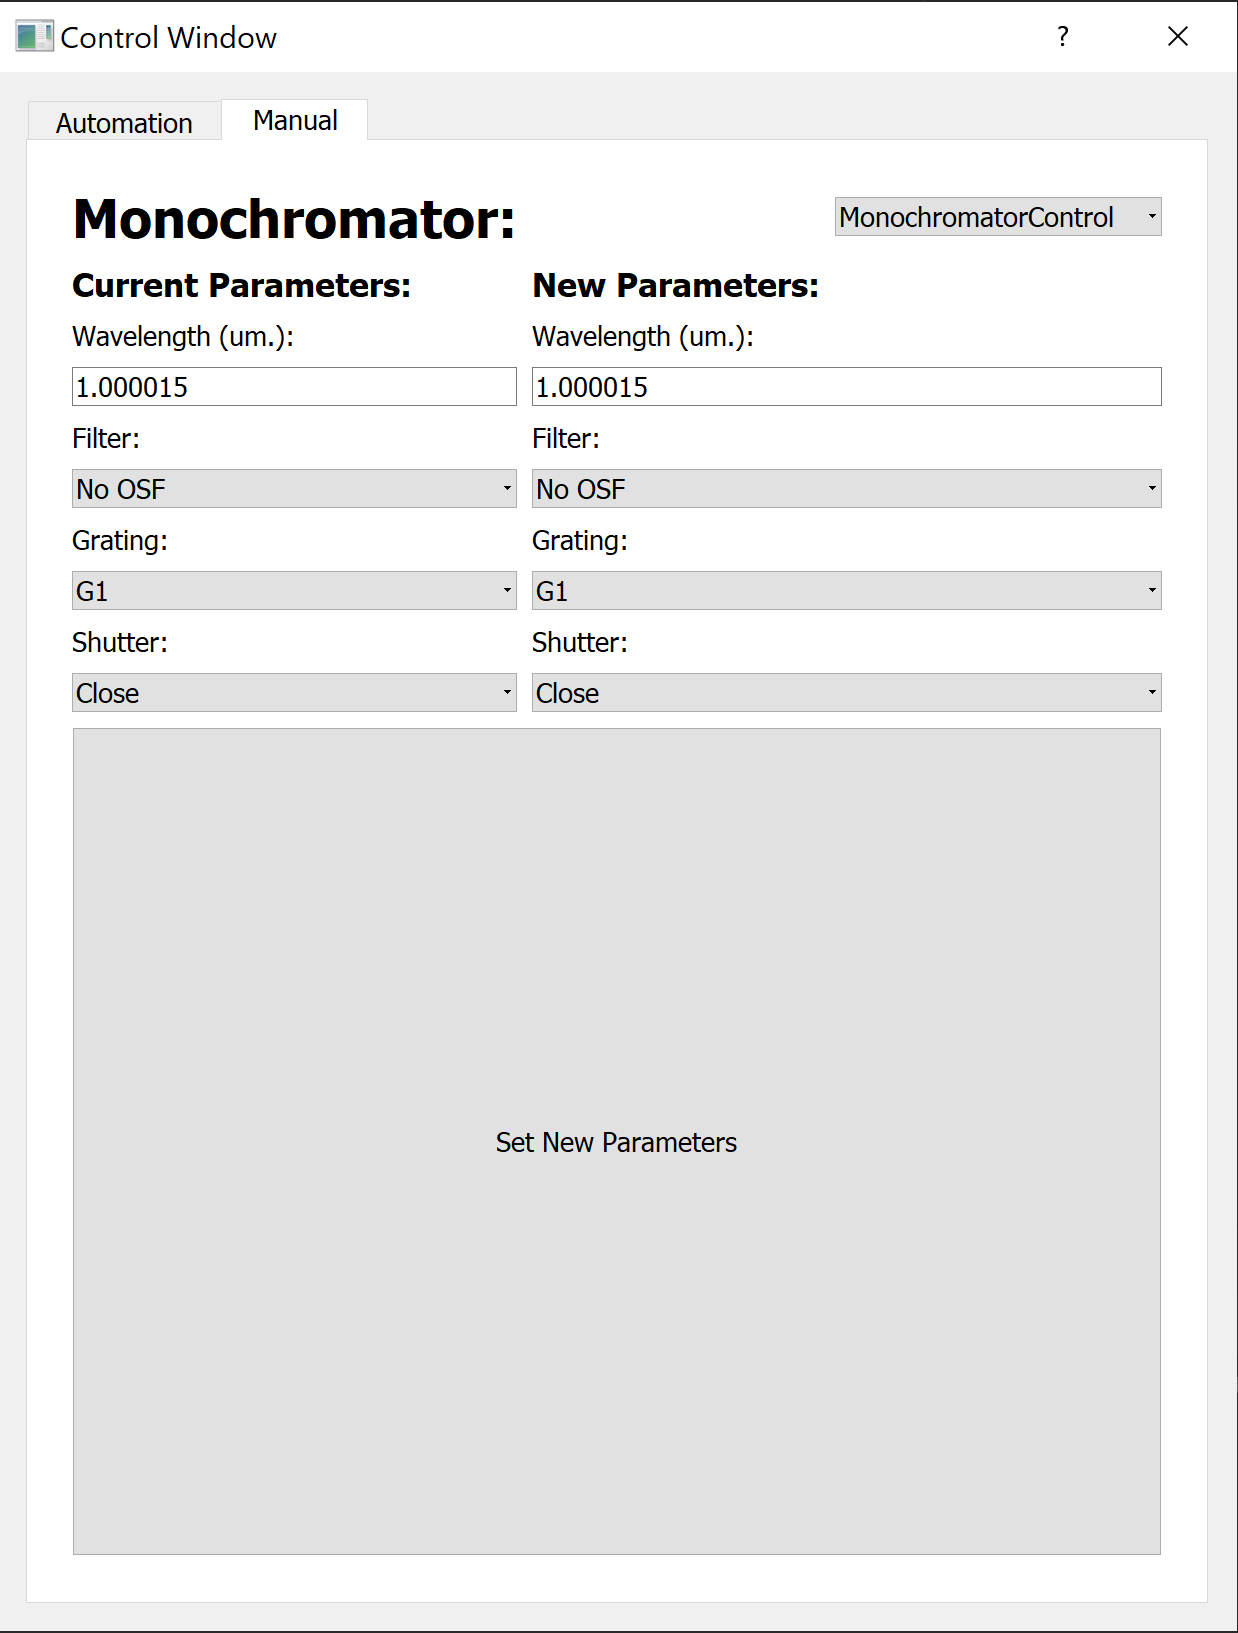 Control Window
?
Automation Manual
Monochromator: MonochromatorControl
Current Parameters: New Parameters:
Wavelength (um.): Wavelength (um.):
1.000015 1.000015
Filter: Filter:
No OSF No OSF
Grating: Grating:
G1 G1
Shutter: Shutter:
Close Close
Set New Parameters